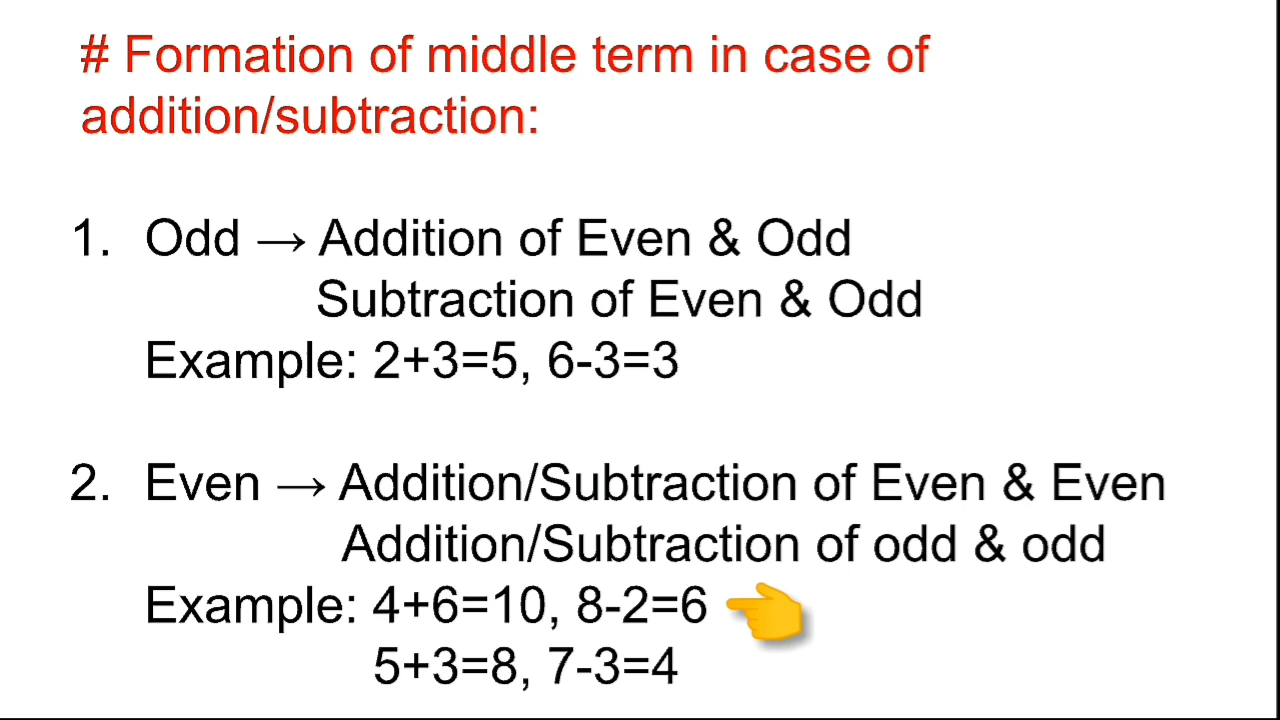 # Formation of middle term in case of
addition/subtraction:
1. Odd → Addition of Even & Odd
Subtraction of Even & Odd
Example: 2+3=5, 6-3=3
2. Even → Addition/Subtraction of Even & Even
Addition/Subtraction of odd & odd
Example: 4+6=10, 8-2=6
5+3=8, 7-3=4